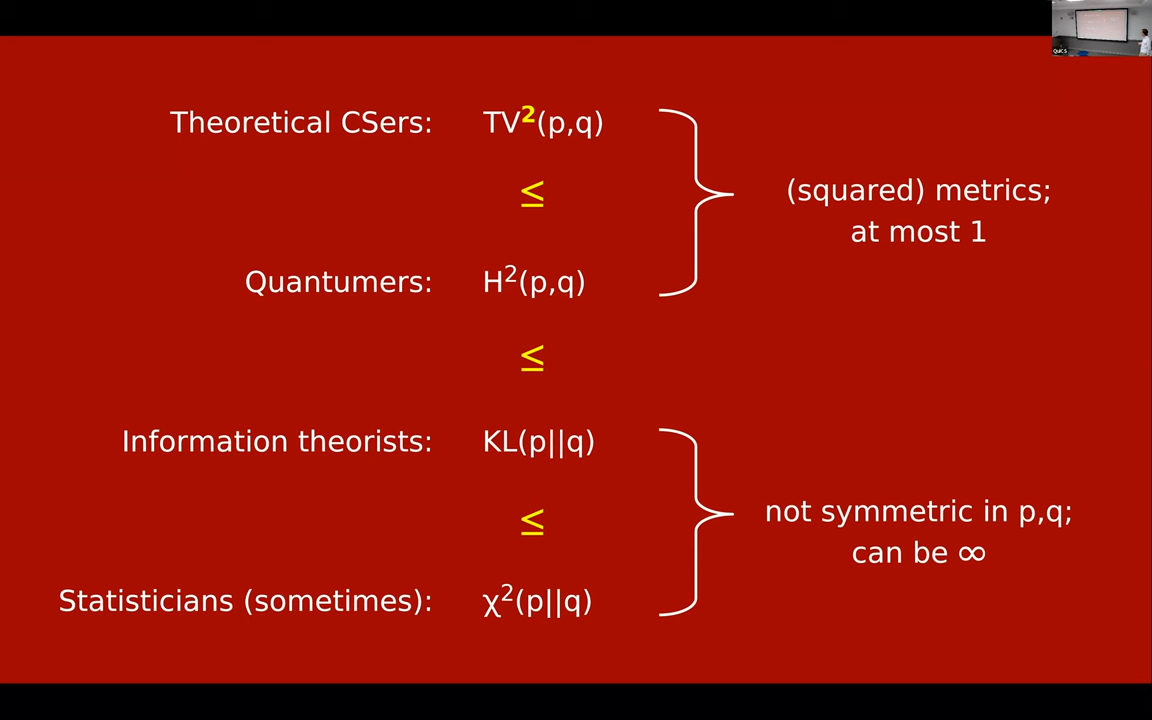 QuICS
Theoretical CSers: TV²(p,q)
≤
(squared) metrics;
at most 1
Quantumers: H²(p,q)
≤
Information theorists: KL(p||q)
≤
not symmetric in p,q;
can be ∞
Statisticians (sometimes): χ²(p||q)